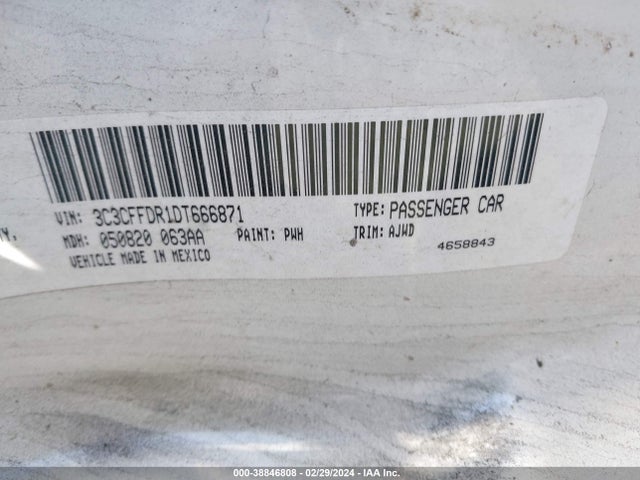 VIN: 3C3CFFDR1DT666871 TYPE: PASSENGER CAR
MDH: 050820 063AA PAINT: PWH TRIM: AJWD
VEHICLE MADE IN MEXICO 4658843
000-38846808 - 02/29/2024 - IAA Inc.